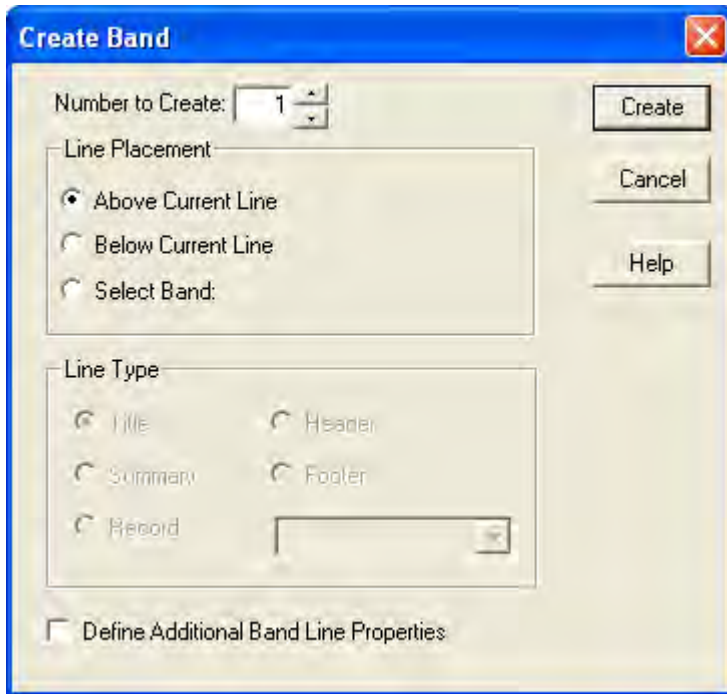 Create Band
Number to Create: 1
Create
Line Placement
Above Current Line
Cancel
Below Current Line
Help
Select Band:
Line Type
Title
Header
Summary
Footer
Record
Define Additional Band Line Properties